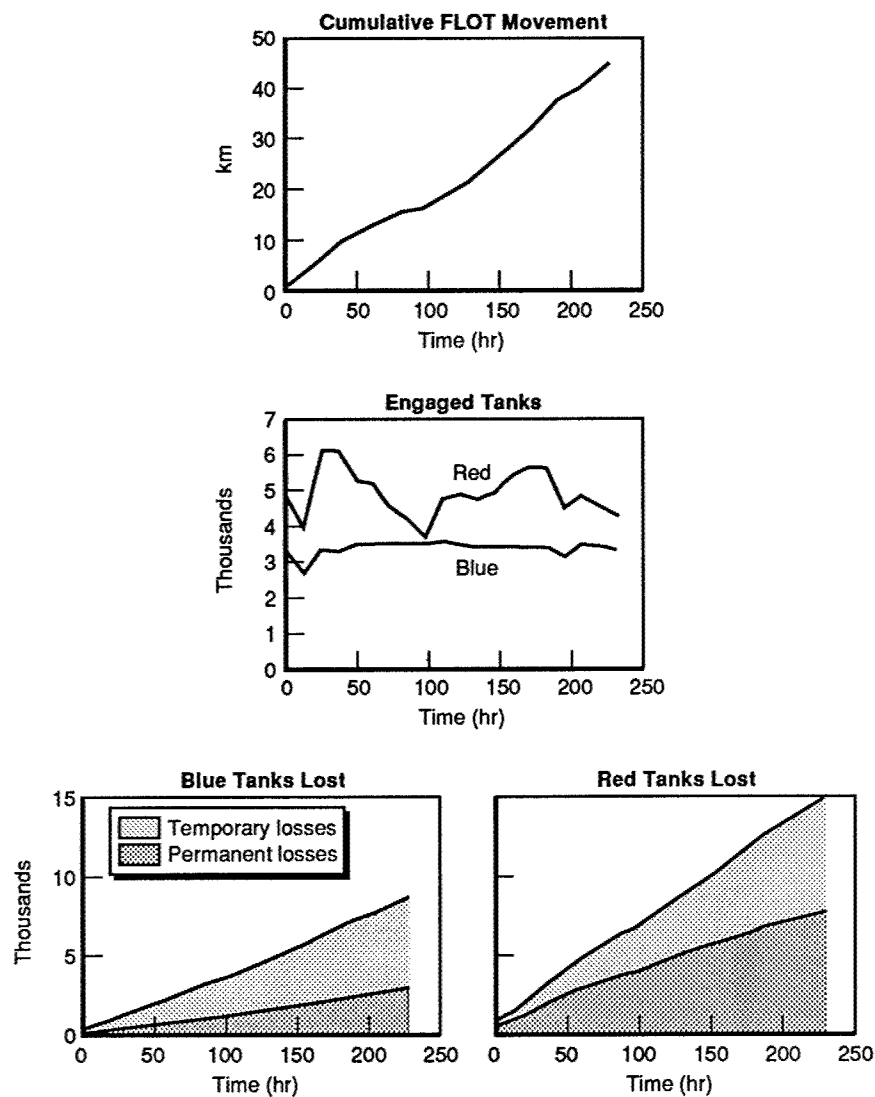 Cumulative FLOT Movement
50
40
30
20
10
0
km
0 50 100 150 200 250
Time (hr)
Engaged Tanks
7
6
5
4
3
2
1
0
Thousands
Red
Blue
0 50 100 150 200 250
Time (hr)
Blue Tanks Lost
15
10
5
0
Thousands
Temporary losses
Permanent losses
0 50 100 150 200 250
Time (hr)
Red Tanks Lost
0 50 100 150 200 250
Time (hr)